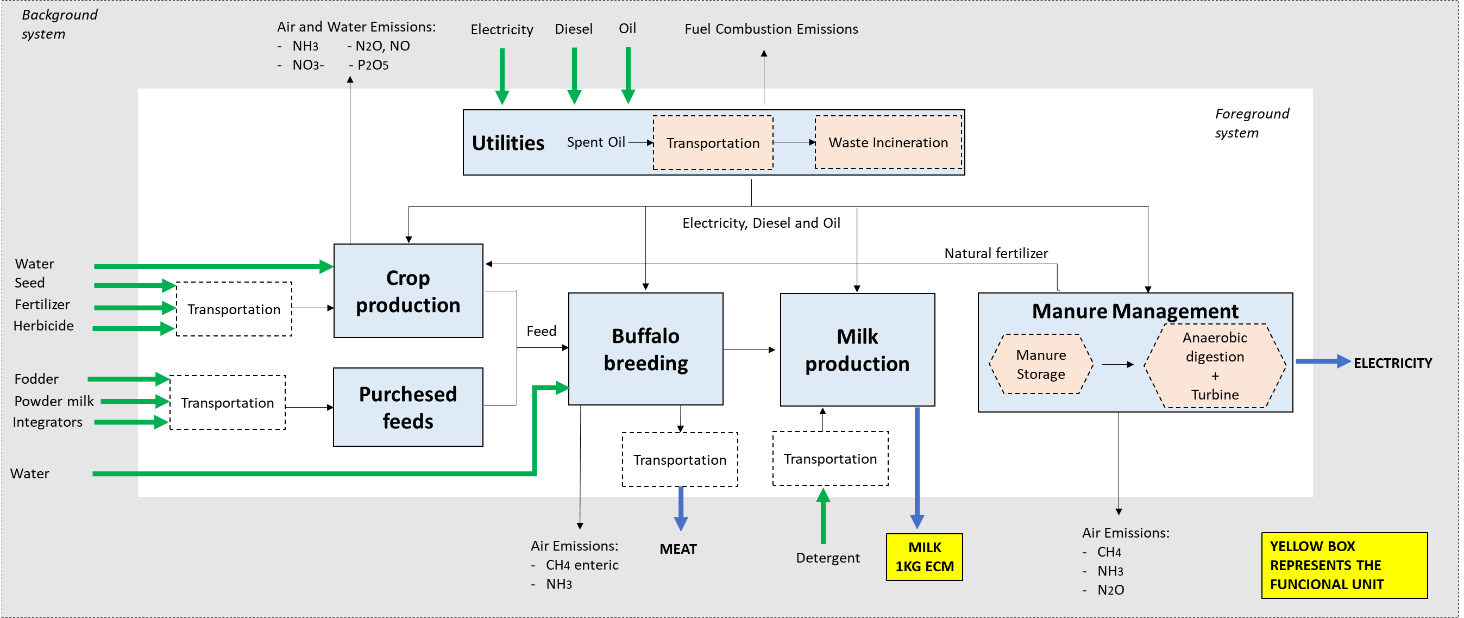 Background
system
Air and Water Emissions:
- NH3 - N2O, NO
- NO3- - P2O5
Electricity
Diesel
Oil
Fuel Combustion Emissions
Foreground
system
Utilities
Spent Oil
Transportation
Waste Incineration
Electricity, Diesel and Oil
Natural fertilizer
Water
Seed
Fertilizer
Herbicide
Transportation
Crop
production
Feed
Buffalo
breeding
Milk
production
Manure Management
Manure
Storage
Anaerobic
digestion
+
Turbine
ELECTRICITY
Fodder
Powder milk
Integrators
Transportation
Purchesed
feeds
Water
Transportation
Transportation
Air Emissions:
- CH4 enteric
- NH3
MEAT
Detergent
MILK
1KG ECM
Air Emissions:
- CH4
- NH3
- N2O
YELLOW BOX
REPRESENTS THE
FUNCIONAL UNIT